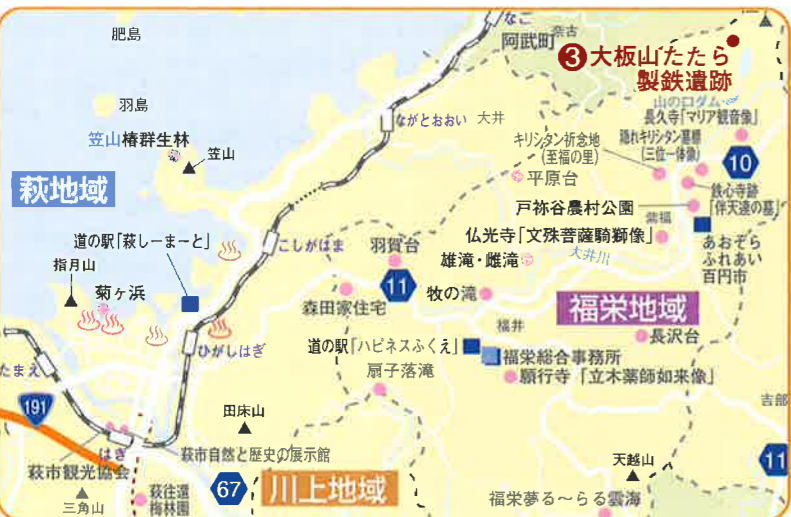 肥島
羽島
笠山椿群生林
笠山
萩地域
道の駅「萩しーまーと」
指月山
菊ヶ浜
たまえ
191
はぎ
萩市観光協会
三角山
萩往還
梅林園
萩市自然と歴史の展示館
67
川上地域
田床山
ひがしはぎ
こしがはま
ながとおおい
大井
なご
奈古
阿武町
❸大板山たたら
製鉄遺跡
山の口ダム
長久寺「マリア観音像」
キリシタン祈念地
(至福の里)
隠れキリシタン墓標
(三位一体像)
10
平原台
鉄心寺跡
「伴天連の墓」
戸祢谷農村公園
紫福
仏光寺「文殊菩薩騎獅像」
大井川
あおぞら
ふれあい
百円市
羽賀台
雄滝・雌滝
11
牧の滝
森田家住宅
福栄地域
福井
長沢台
道の駅「ハピネスふくえ」
福栄総合事務所
扇子落滝
願行寺「立木薬師如来像」
吉部
天越山
11
福栄夢る〜らる雲海